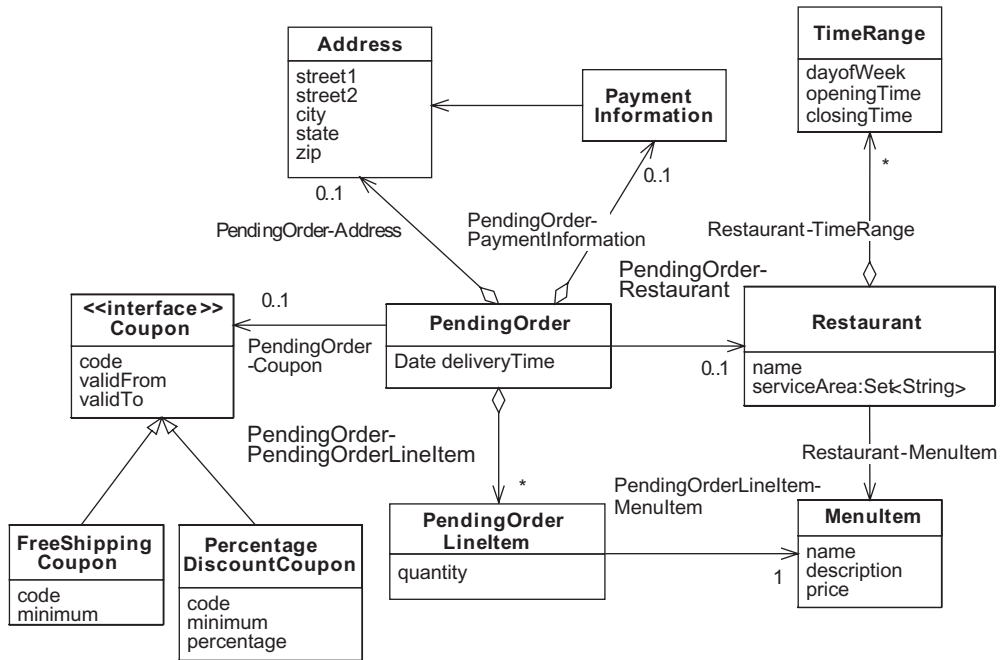 Address
street1
street2
city
state
zip
0..1
Payment
Information
0..1
TimeRange
dayofWeek
openingTime
closingTime
*
PendingOrder-Address
PendingOrder-
PaymentInformation
Restaurant-TimeRange
PendingOrder-
Restaurant
<<interface>>
Coupon
code
validFrom
validTo
0..1
PendingOrder
-Coupon
PendingOrder
Date deliveryTime
0..1
Restaurant
name
serviceArea:Set<String>
PendingOrder-
PendingOrderLineItem
*
Restaurant-MenuItem
PendingOrderLineItem-
MenuItem
FreeShipping
Coupon
code
minimum
Percentage
DiscountCoupon
code
minimum
percentage
PendingOrder
LineItem
quantity
1
MenuItem
name
description
price